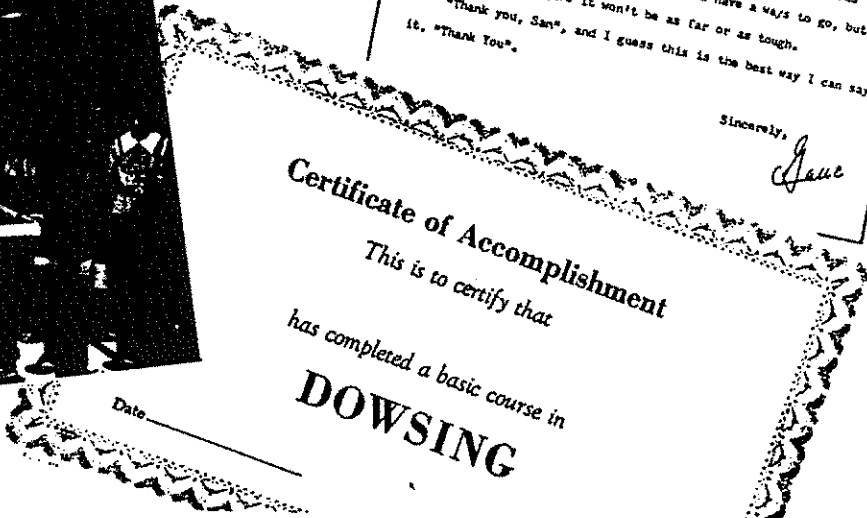 have a ways to go, but
it won't be as far or as tough.
"Thank you, Sam", and I guess this is the best way I can say
it. "Thank You".
Sincerely,
Certificate of Accomplishment
This is to certify that
has completed a basic course in
DOWSING
Date